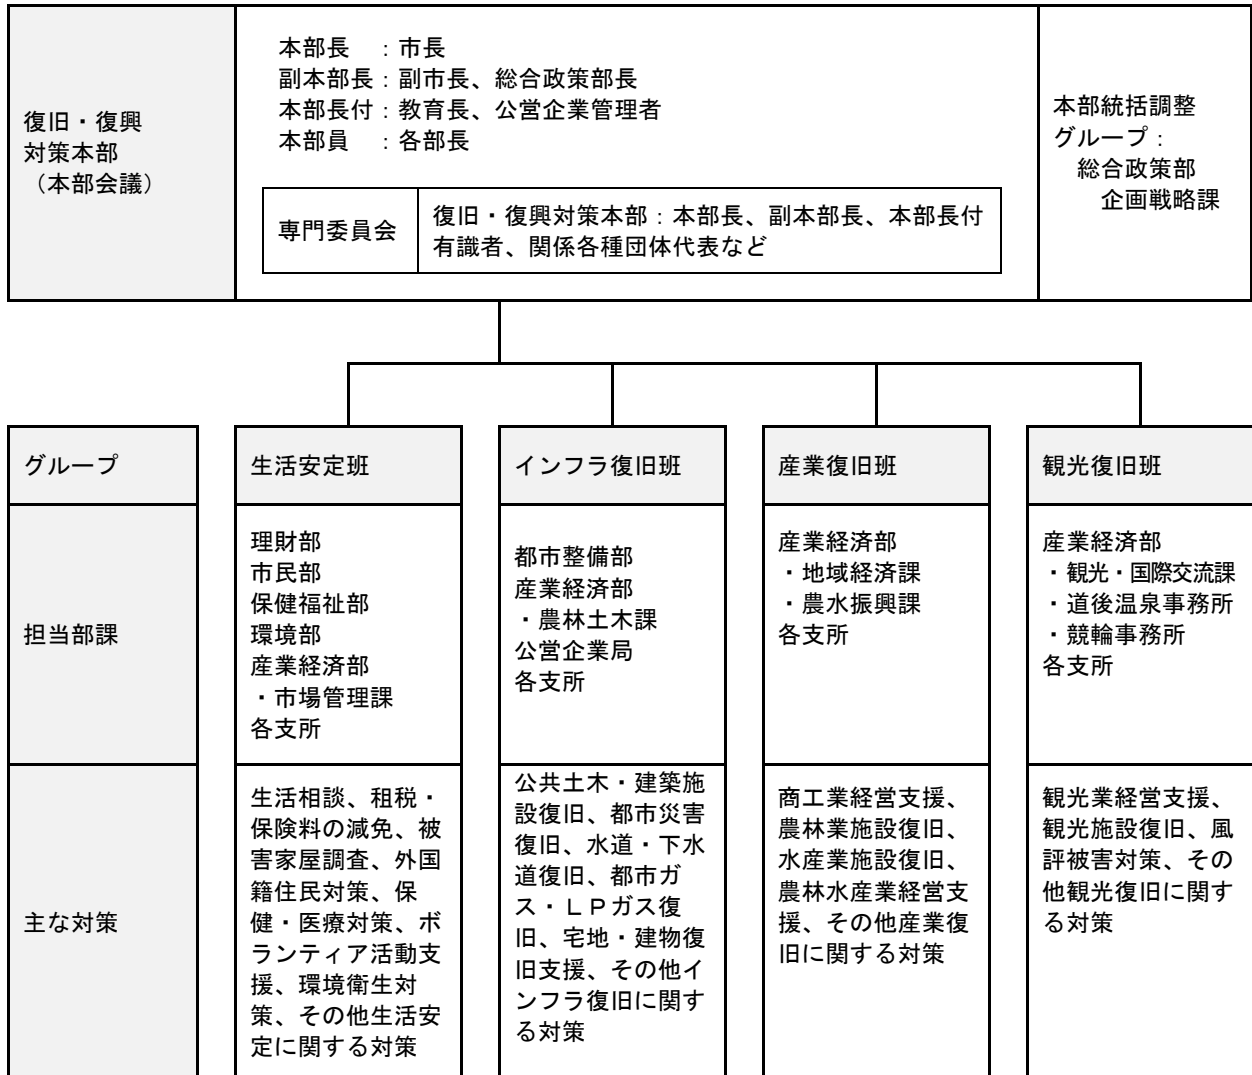 復旧・復興
対策本部
（本部会議）
本部長　：市長
副本部長：副市長、総合政策部長
本部長付：教育長、公営企業管理者
本部員　：各部長
専門委員会
復旧・復興対策本部：本部長、副本部長、本部長付
有識者、関係各種団体代表など
本部統括調整
グループ：
総合政策部
企画戦略課
グループ
生活安定班
インフラ復旧班
産業復旧班
観光復旧班
担当部課
理財部
市民部
保健福祉部
環境部
産業経済部
・市場管理課
各支所
都市整備部
産業経済部
・農林土木課
公営企業局
各支所
産業経済部
・地域経済課
・農水振興課
各支所
産業経済部
・観光・国際交流課
・道後温泉事務所
・競輪事務所
各支所
主な対策
生活相談、租税・
保険料の減免、被
害家屋調査、外国
籍住民対策、保
健・医療対策、ボ
ランティア活動支
援、環境衛生対
策、その他生活安
定に関する対策
公共土木・建築施
設復旧、都市災害
復旧、水道・下水
道復旧、都市ガ
ス・ＬＰガス復
旧、宅地・建物復
旧支援、その他イ
ンフラ復旧に関す
る対策
商工業経営支援、
農林業施設復旧、
水産業施設復旧、
農林水産業経営支
援、その他産業復
旧に関する対策
観光業経営支援、
観光施設復旧、風
評被害対策、その
他観光復旧に関す
る対策